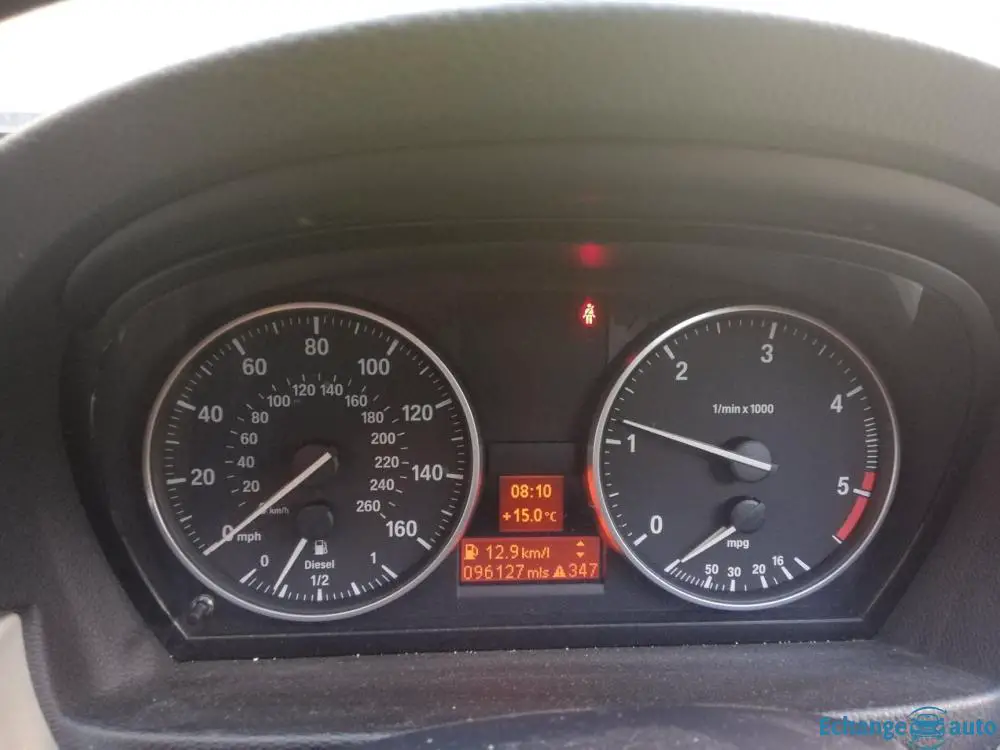 20 40 60 80 100 120 140 160
20 40 60 80 100 120 140 160 180 200 220 240 260
km/h
0 mph
0 1/2 1
Diesel
08:10
+15.0 °C
12.9 km/l
096127 mls 347
0 1 2 3 4 5
1/min x 1000
mpg
50 30 20 16
Echange auto